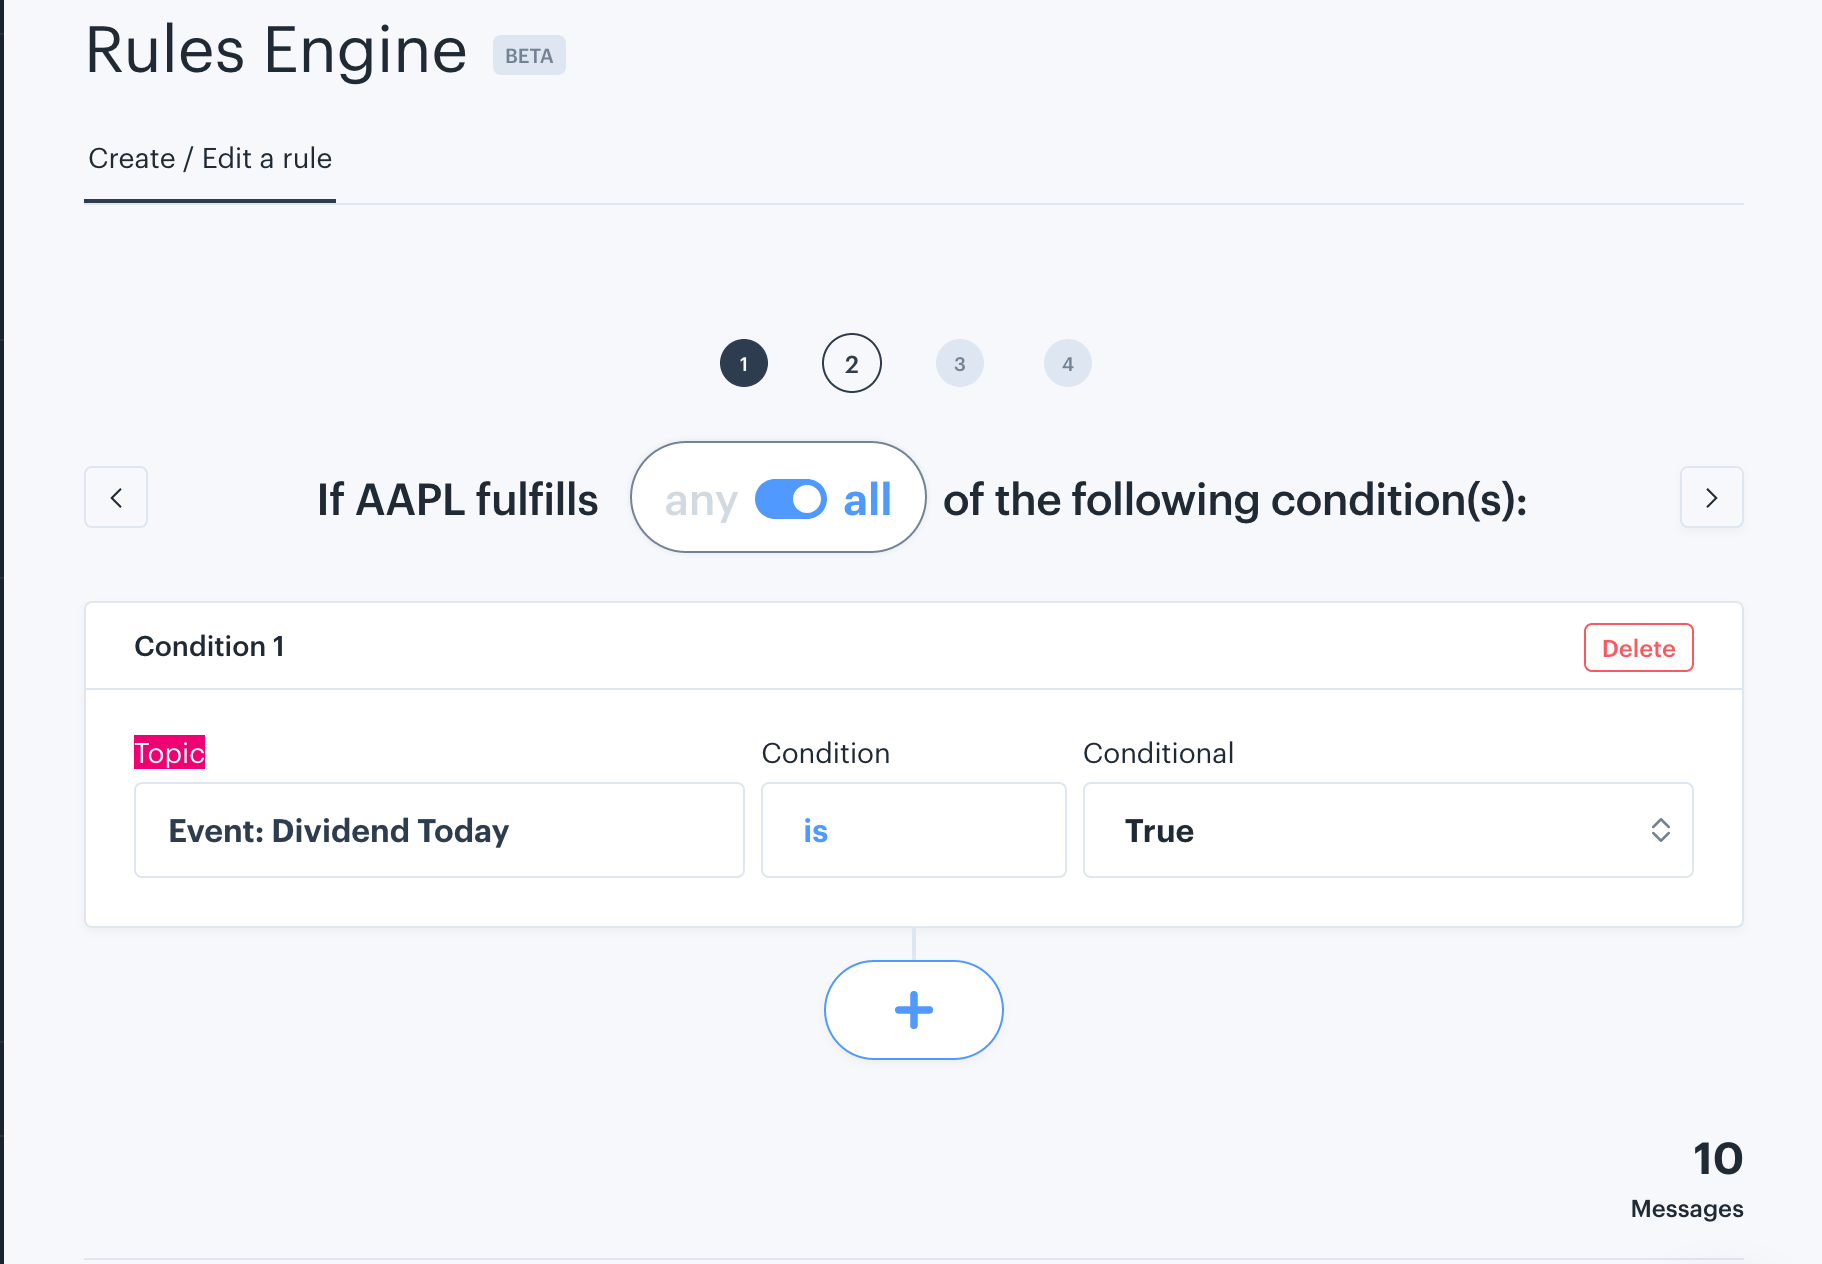 Rules Engine BETA
Create / Edit a rule
1 2 3 4
If AAPL fulfills any all of the following condition(s):
Condition 1 Delete
Topic Condition Conditional
Event: Dividend Today is True
10
Messages